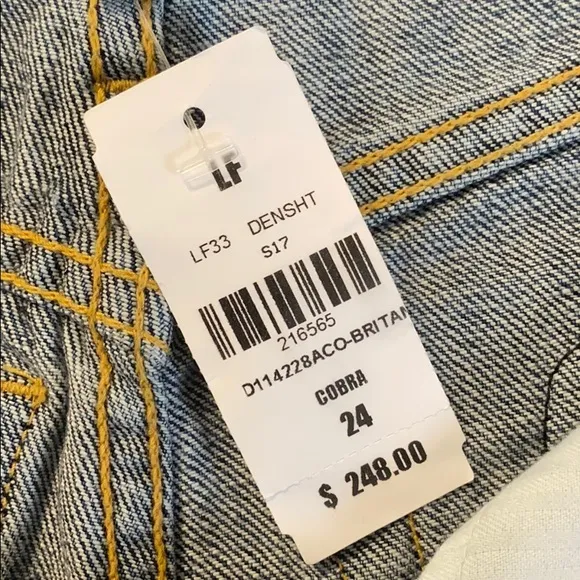 LF
LF33 DENSHT
S17
216565
D114228ACO-BRITAN
COBRA
24
$ 248.00